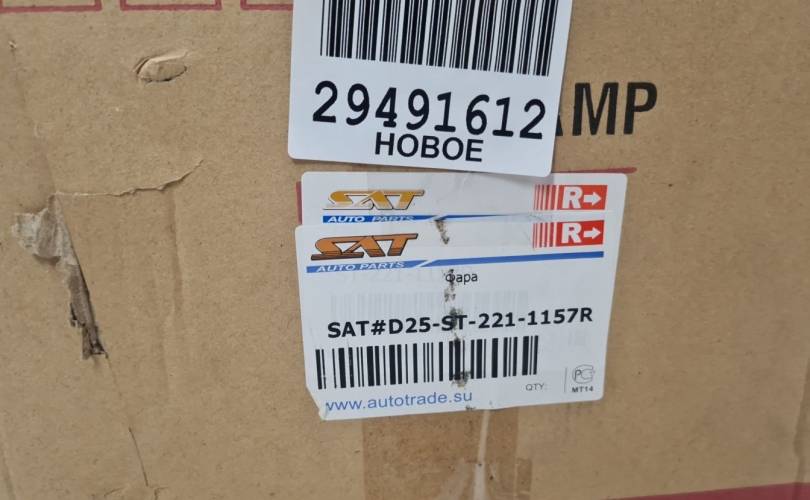 29491612
НОВОЕ
AMP
SAT
AUTO PARTS
R
SAT
AUTO PARTS
R
Фара
SAT#D25-ST-221-1157R
QTY:
МТ14
www.autotrade.su